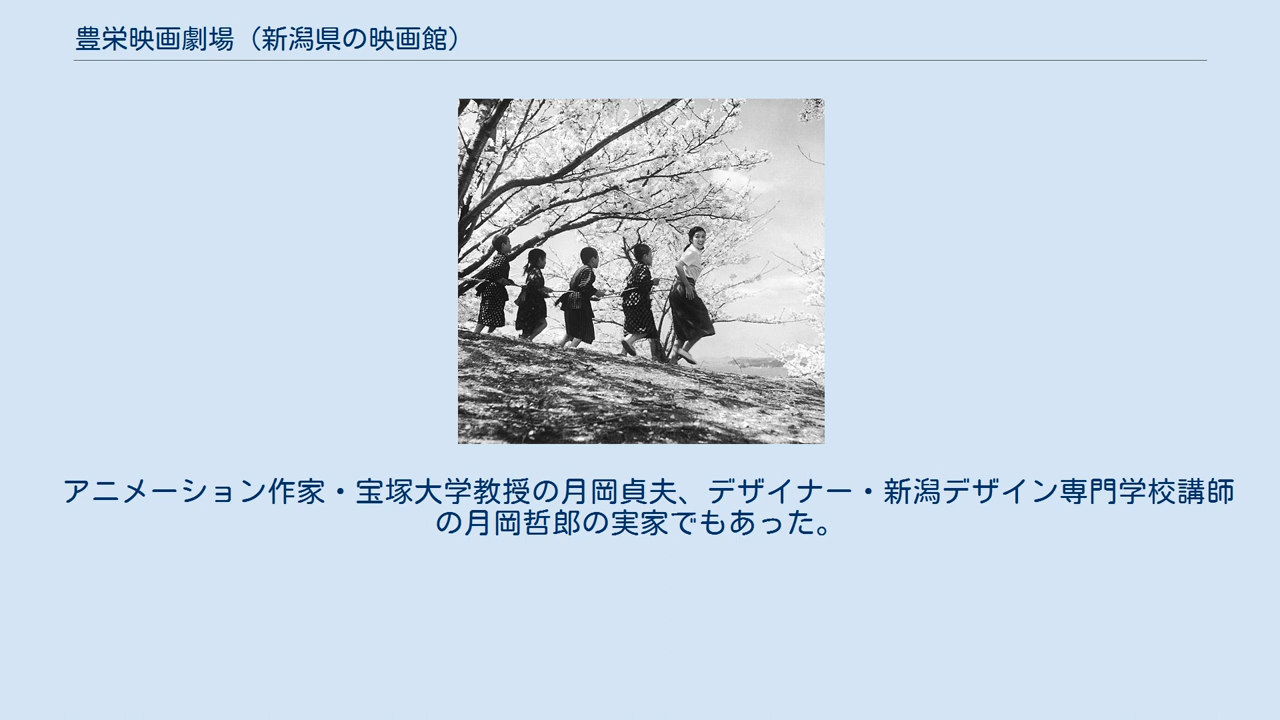 豊栄映画劇場（新潟県の映画館）
アニメーション作家・宝塚大学教授の月岡貞夫、デザイナー・新潟デザイン専門学校講師
の月岡哲郎の実家でもあった。